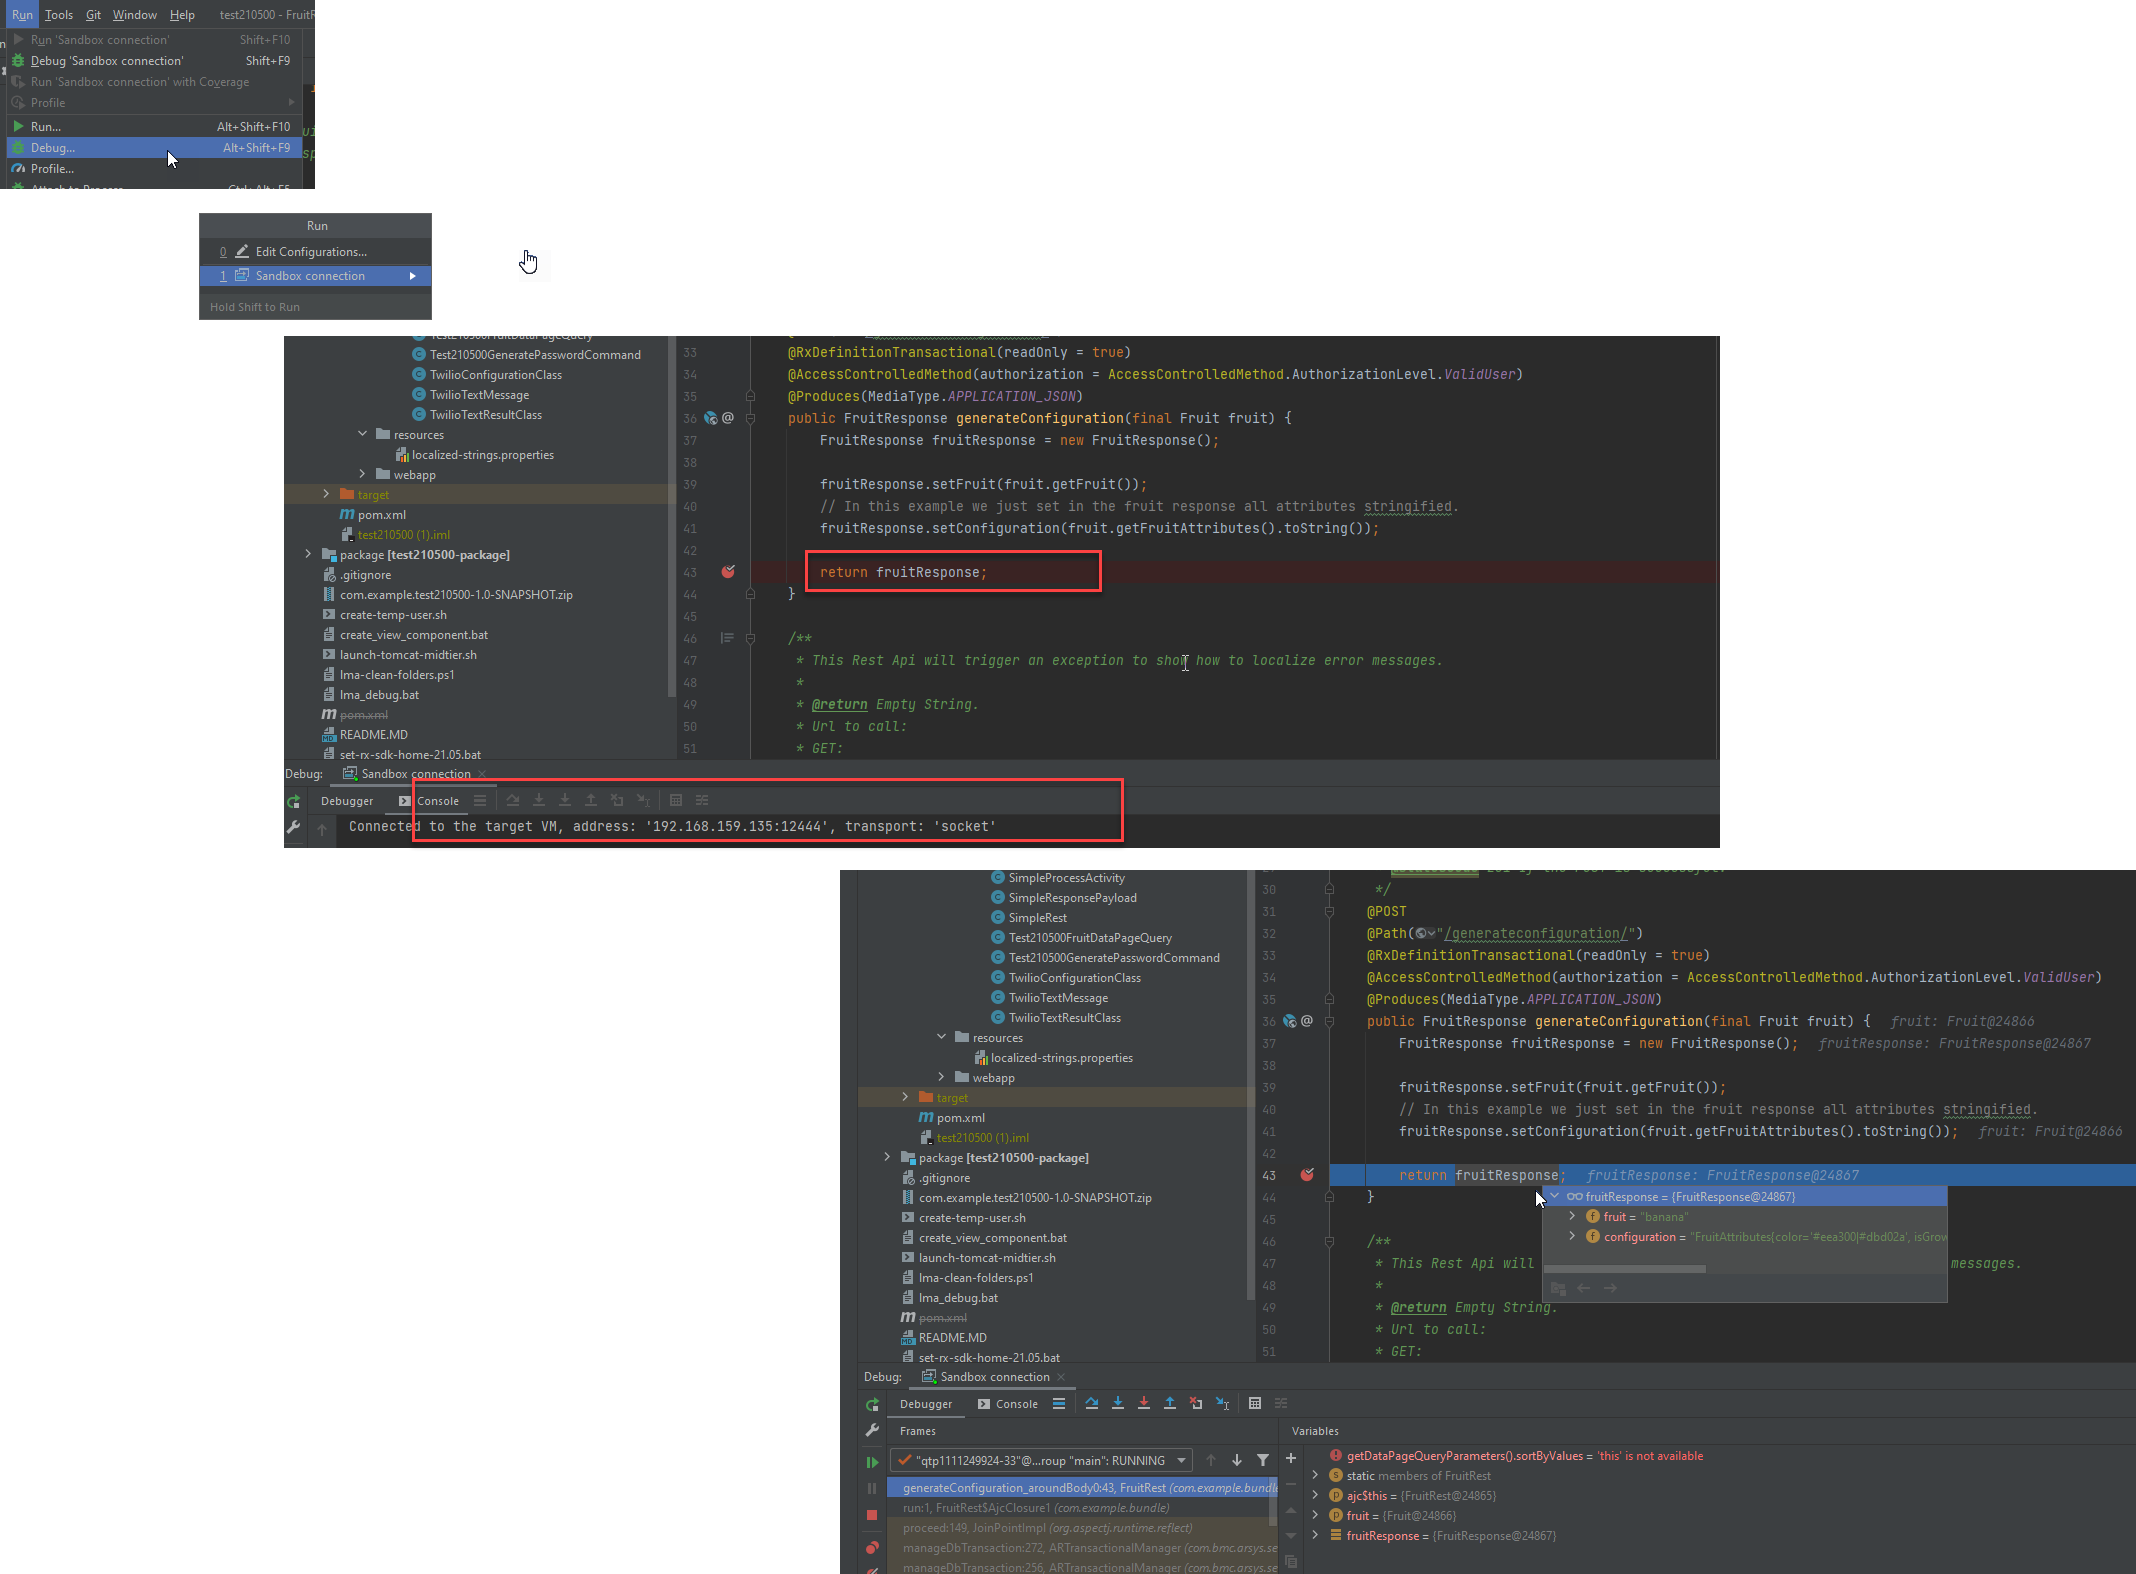 Run Tools Git Window Help test210500 - FruitR
Run 'Sandbox connection' Shift+F10
Debug 'Sandbox connection' Shift+F9
Run 'Sandbox connection' with Coverage
Profile
Run... Alt+Shift+F10
Debug... Alt+Shift+F9
Profile...
Attach to Process Ctrl+Alt+F5
Run
0 Edit Configurations...
1 Sandbox connection
Hold Shift to Run
Test210500FruitDataPageQuery
Test210500GeneratePasswordCommand
TwilioConfigurationClass
TwilioTextMessage
TwilioTextResultClass
resources
localized-strings.properties
webapp
target
pom.xml
test210500 (1).iml
package [test210500-package]
.gitignore
com.example.test210500-1.0-SNAPSHOT.zip
create-temp-user.sh
create_view_component.bat
launch-tomcat-midtier.sh
lma-clean-folders.ps1
lma_debug.bat
pom.xml
README.MD
set-rx-sdk-home-21.05.bat
33 @RxDefinitionTransactional(readOnly = true)
34 @AccessControlledMethod(authorization = AccessControlledMethod.AuthorizationLevel.ValidUser)
35 @Produces(MediaType.APPLICATION_JSON)
36 @ public FruitResponse generateConfiguration(final Fruit fruit) {
37 FruitResponse fruitResponse = new FruitResponse();
38
39 fruitResponse.setFruit(fruit.getFruit());
40 // In this example we just set in the fruit response all attributes stringified.
41 fruitResponse.setConfiguration(fruit.getFruitAttributes().toString());
42
43 return fruitResponse;
44 }
45
46 /**
47 * This Rest Api will trigger an exception to show how to localize error messages.
48 *
49 * @return Empty String.
50 * Url to call:
51 * GET:
Debug: Sandbox connection
Debugger Console
Connected to the target VM, address: '192.168.159.135:12444', transport: 'socket'
SimpleProcessActivity
SimpleResponsePayload
SimpleRest
Test210500FruitDataPageQuery
Test210500GeneratePasswordCommand
TwilioConfigurationClass
TwilioTextMessage
TwilioTextResultClass
resources
localized-strings.properties
webapp
target
pom.xml
test210500 (1).iml
package [test210500-package]
.gitignore
com.example.test210500-1.0-SNAPSHOT.zip
create-temp-user.sh
create_view_component.bat
launch-tomcat-midtier.sh
lma-clean-folders.ps1
lma_debug.bat
pom.xml
README.MD
set-rx-sdk-home-21.05.bat
30 */
31 @POST
32 @Path("/generateconfiguration/")
33 @RxDefinitionTransactional(readOnly = true)
34 @AccessControlledMethod(authorization = AccessControlledMethod.AuthorizationLevel.ValidUser)
35 @Produces(MediaType.APPLICATION_JSON)
36 @ public FruitResponse generateConfiguration(final Fruit fruit) { fruit: Fruit@24866
37 FruitResponse fruitResponse = new FruitResponse(); fruitResponse: FruitResponse@24867
38
39 fruitResponse.setFruit(fruit.getFruit());
40 // In this example we just set in the fruit response all attributes stringified.
41 fruitResponse.setConfiguration(fruit.getFruitAttributes().toString()); fruit: Fruit@24866
42
43 return fruitResponse; fruitResponse: FruitResponse@24867
44 }
fruitResponse = {FruitResponse@24867}
45 fruit = "banana"
46 /** configuration = "FruitAttributes{color='#eea300|#dbd02a', isGrow
47 * This Rest Api will messages.
48 *
49 * @return Empty String.
50 * Url to call:
51 * GET:
Debug: Sandbox connection
Debugger Console
Frames
"qtp1111249924-33"@...roup "main": RUNNING
generateConfiguration_aroundBody0:43, FruitRest (com.example.bundle
run:1, FruitRest$AjcClosure1 (com.example.bundle)
proceed:149, JoinPointImpl (org.aspectj.runtime.reflect)
manageDbTransaction:272, ARTransactionalManager (com.bmc.arsys.se
manageDbTransaction:256, ARTransactionalManager (com.bmc.arsys.se
Variables
getDataPageQueryParameters().sortByValues = 'this' is not available
static members of FruitRest
ajc$this = {FruitRest@24865}
fruit = {Fruit@24866}
fruitResponse = {FruitResponse@24867}